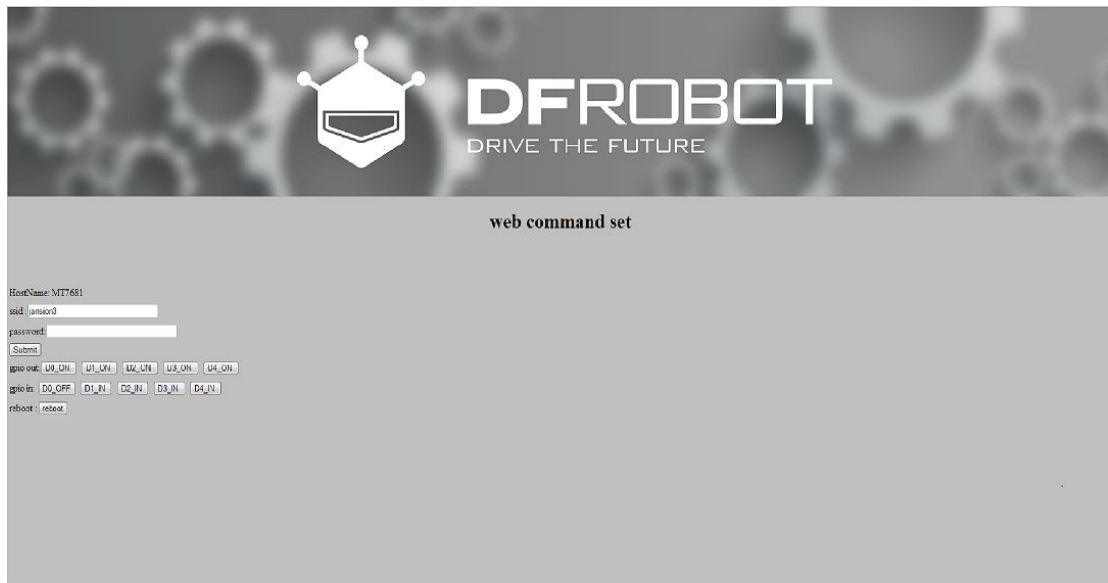 DFROBOT
DRIVE THE FUTURE
web command set
HostName: MT7681
ssid :
password:
Submit
gpio out: D0_ON D1_ON D2_ON D3_ON D4_ON
gpio in: D0_OFF D1_IN D2_IN D3_IN D4_IN
reboot : reboot